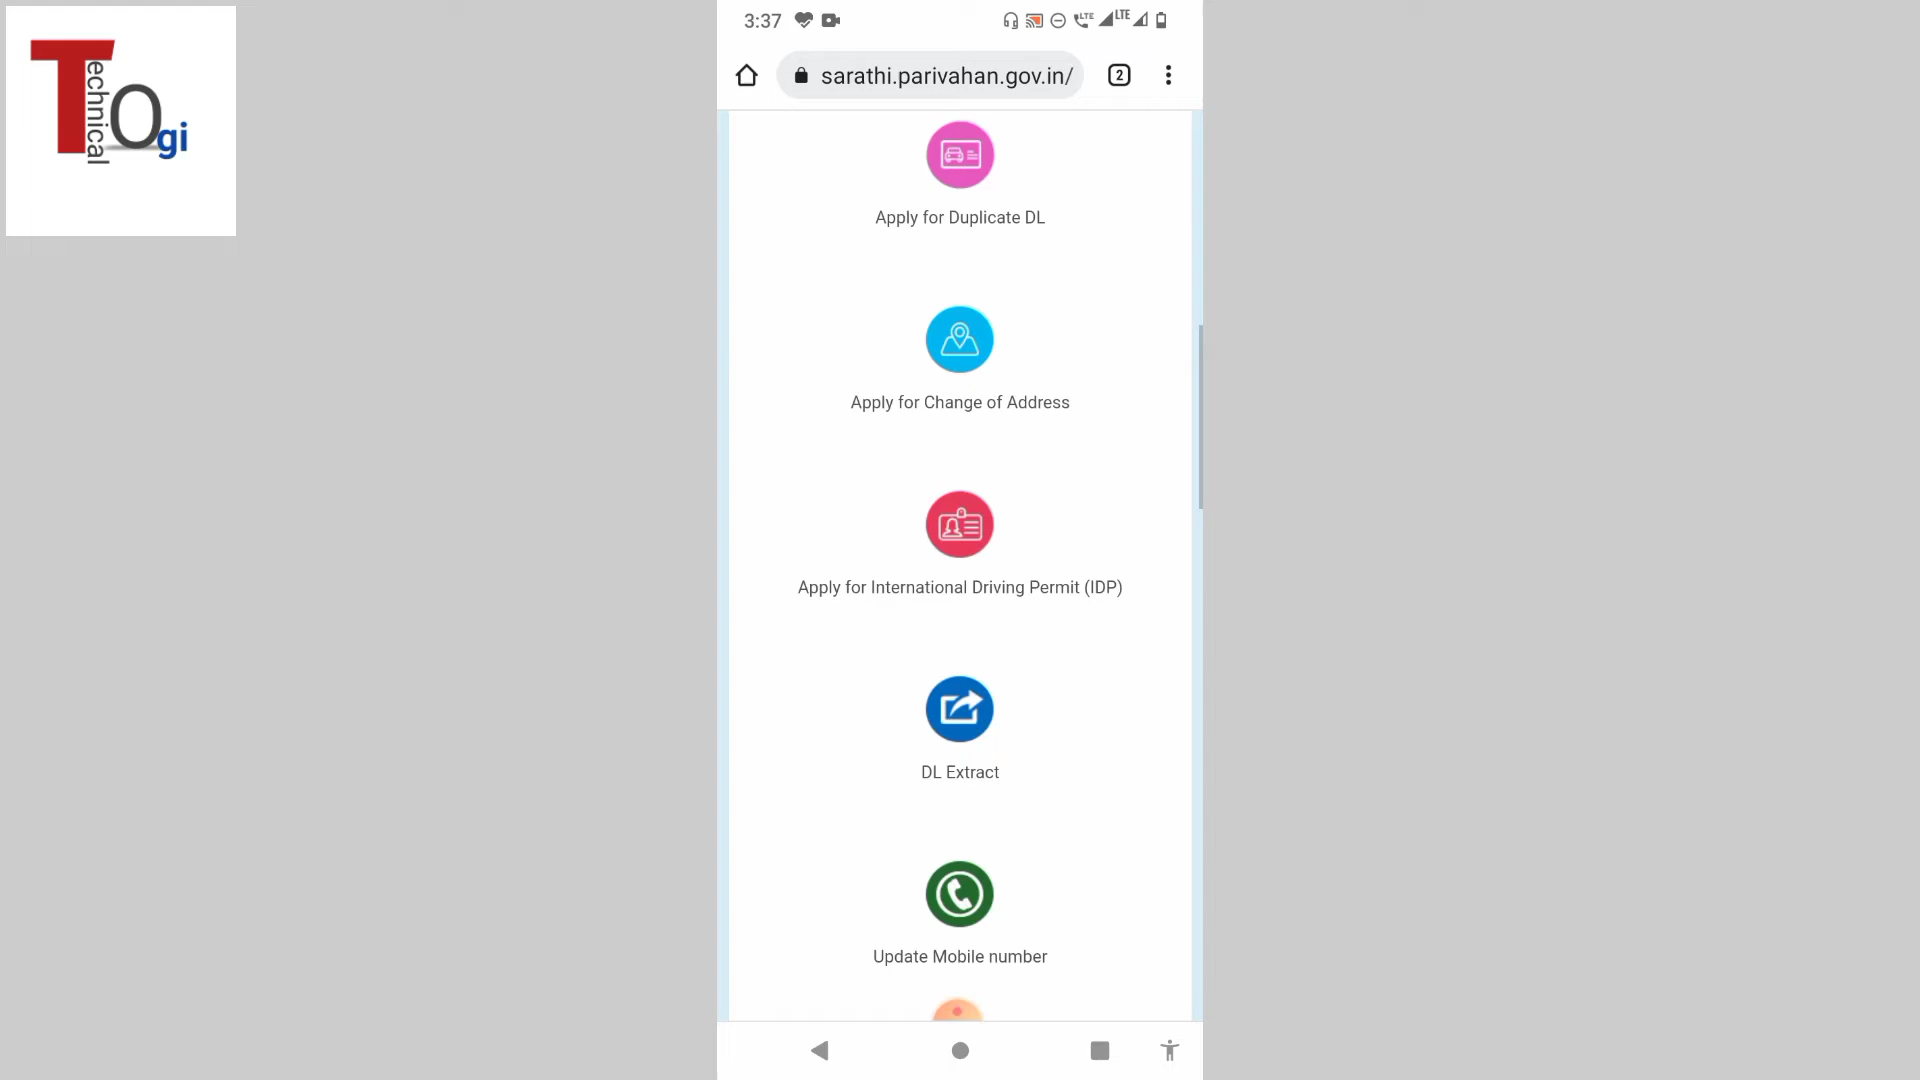 Technical Ogi
3:37
LTE LTE
sarathi.parivahan.gov.in/
2
Apply for Duplicate DL
Apply for Change of Address
Apply for International Driving Permit (IDP)
DL Extract
Update Mobile number